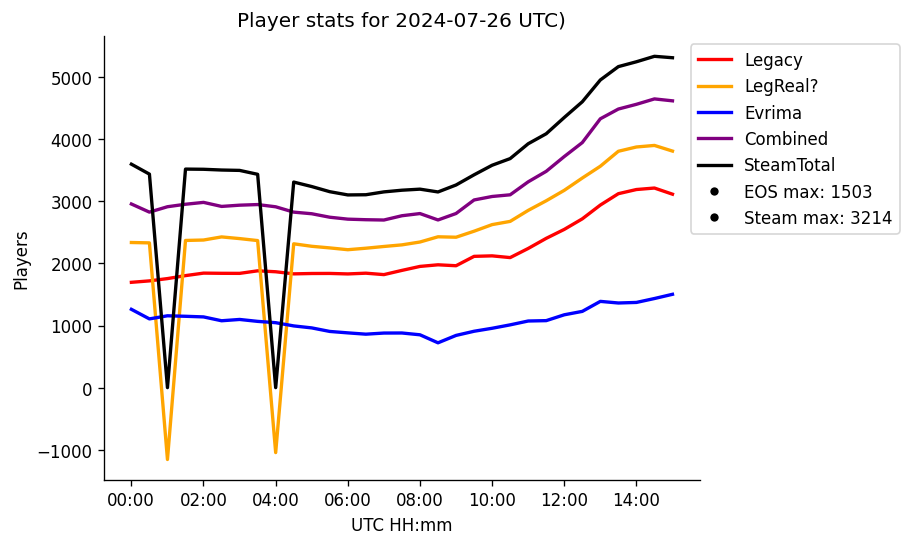 Player stats for 2024-07-26 UTC)
Players
5000
4000
3000
2000
1000
0
−1000
00:00 02:00 04:00 06:00 08:00 10:00 12:00 14:00
UTC HH:mm
Legacy
LegReal?
Evrima
Combined
SteamTotal
EOS max: 1503
Steam max: 3214